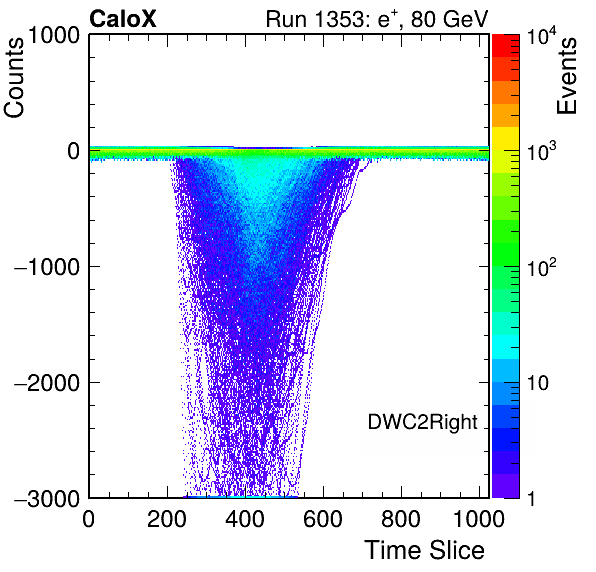 CaloX Run 1353: e⁺, 80 GeV
Counts
Events
1000
0
−1000
−2000
−3000
0 200 400 600 800 1000
Time Slice
DWC2Right
10⁴
10³
10²
10
1